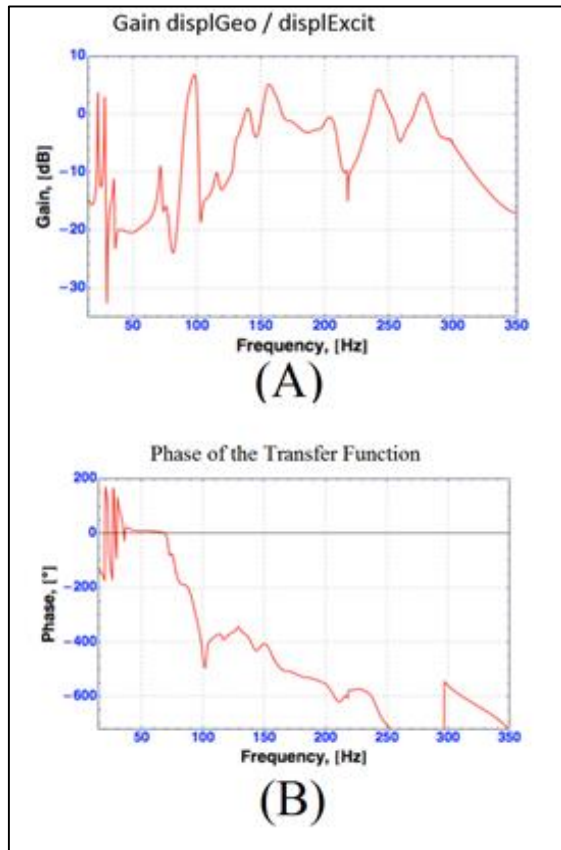 Gain displGeo / displExcit
10
0
−10
−20
−30
Gain, [dB]
50 100 150 200 250 300 350
Frequency, [Hz]
(A)
Phase of the Transfer Function
200
0
−200
−400
−600
Phase, [°]
50 100 150 200 250 300 350
Frequency, [Hz]
(B)